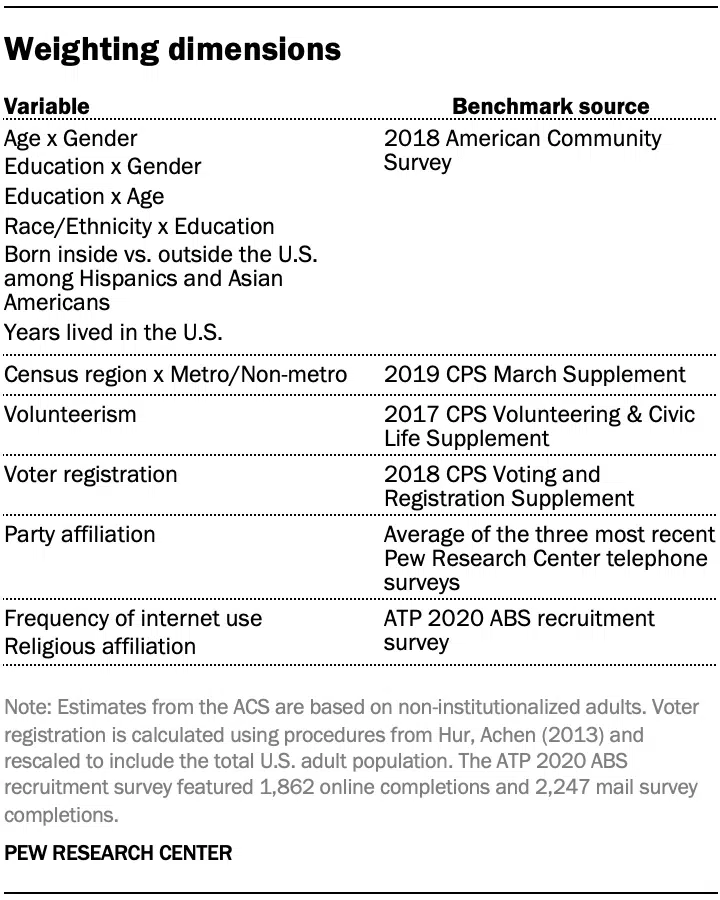 Weighting dimensions
Variable Benchmark source
Age x Gender 2018 American Community
Survey
Education x Gender
Education x Age
Race/Ethnicity x Education
Born inside vs. outside the U.S.
among Hispanics and Asian
Americans
Years lived in the U.S.
Census region x Metro/Non-metro 2019 CPS March Supplement
Volunteerism 2017 CPS Volunteering & Civic
Life Supplement
Voter registration 2018 CPS Voting and
Registration Supplement
Party affiliation Average of the three most recent
Pew Research Center telephone
surveys
Frequency of internet use ATP 2020 ABS recruitment
Religious affiliation survey
Note: Estimates from the ACS are based on non-institutionalized adults. Voter
registration is calculated using procedures from Hur, Achen (2013) and
rescaled to include the total U.S. adult population. The ATP 2020 ABS
recruitment survey featured 1,862 online completions and 2,247 mail survey
completions.
PEW RESEARCH CENTER